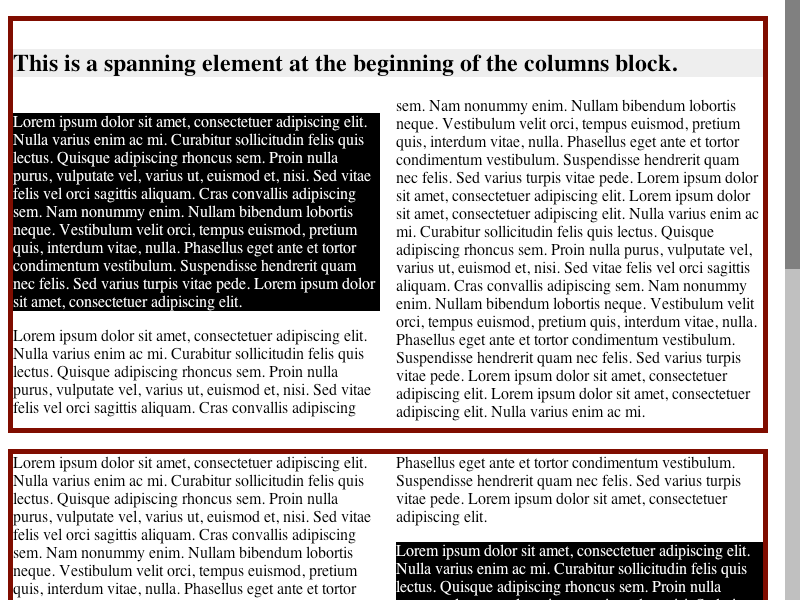 This is a spanning element at the beginning of the columns block.
Lorem ipsum dolor sit amet, consectetuer adipiscing elit.
Nulla varius enim ac mi. Curabitur sollicitudin felis quis
lectus. Quisque adipiscing rhoncus sem. Proin nulla
purus, vulputate vel, varius ut, euismod et, nisi. Sed vitae
felis vel orci sagittis aliquam. Cras convallis adipiscing
sem. Nam nonummy enim. Nullam bibendum lobortis
neque. Vestibulum velit orci, tempus euismod, pretium
quis, interdum vitae, nulla. Phasellus eget ante et tortor
condimentum vestibulum. Suspendisse hendrerit quam
nec felis. Sed varius turpis vitae pede. Lorem ipsum dolor
sit amet, consectetuer adipiscing elit.
Lorem ipsum dolor sit amet, consectetuer adipiscing elit.
Nulla varius enim ac mi. Curabitur sollicitudin felis quis
lectus. Quisque adipiscing rhoncus sem. Proin nulla
purus, vulputate vel, varius ut, euismod et, nisi. Sed vitae
felis vel orci sagittis aliquam. Cras convallis adipiscing
sem. Nam nonummy enim. Nullam bibendum lobortis
neque. Vestibulum velit orci, tempus euismod, pretium
quis, interdum vitae, nulla. Phasellus eget ante et tortor
condimentum vestibulum. Suspendisse hendrerit quam
nec felis. Sed varius turpis vitae pede. Lorem ipsum dolor
sit amet, consectetuer adipiscing elit. Lorem ipsum dolor
sit amet, consectetuer adipiscing elit. Nulla varius enim ac
mi. Curabitur sollicitudin felis quis lectus. Quisque
adipiscing rhoncus sem. Proin nulla purus, vulputate vel,
varius ut, euismod et, nisi. Sed vitae felis vel orci sagittis
aliquam. Cras convallis adipiscing sem. Nam nonummy
enim. Nullam bibendum lobortis neque. Vestibulum velit
orci, tempus euismod, pretium quis, interdum vitae, nulla.
Phasellus eget ante et tortor condimentum vestibulum.
Suspendisse hendrerit quam nec felis. Sed varius turpis
vitae pede. Lorem ipsum dolor sit amet, consectetuer
adipiscing elit. Nulla varius enim ac mi.
Lorem ipsum dolor sit amet, consectetuer adipiscing elit.
Nulla varius enim ac mi. Curabitur sollicitudin felis quis
lectus. Quisque adipiscing rhoncus sem. Proin nulla
purus, vulputate vel, varius ut, euismod et, nisi. Sed vitae
felis vel orci sagittis aliquam. Cras convallis adipiscing
sem. Nam nonummy enim. Nullam bibendum lobortis
neque. Vestibulum velit orci, tempus euismod, pretium
quis, interdum vitae, nulla. Phasellus eget ante et tortor
Phasellus eget ante et tortor condimentum vestibulum.
Suspendisse hendrerit quam nec felis. Sed varius turpis
vitae pede. Lorem ipsum dolor sit amet, consectetuer
adipiscing elit.
Lorem ipsum dolor sit amet, consectetuer adipiscing elit.
Nulla varius enim ac mi. Curabitur sollicitudin felis quis
lectus. Quisque adipiscing rhoncus sem. Proin nulla